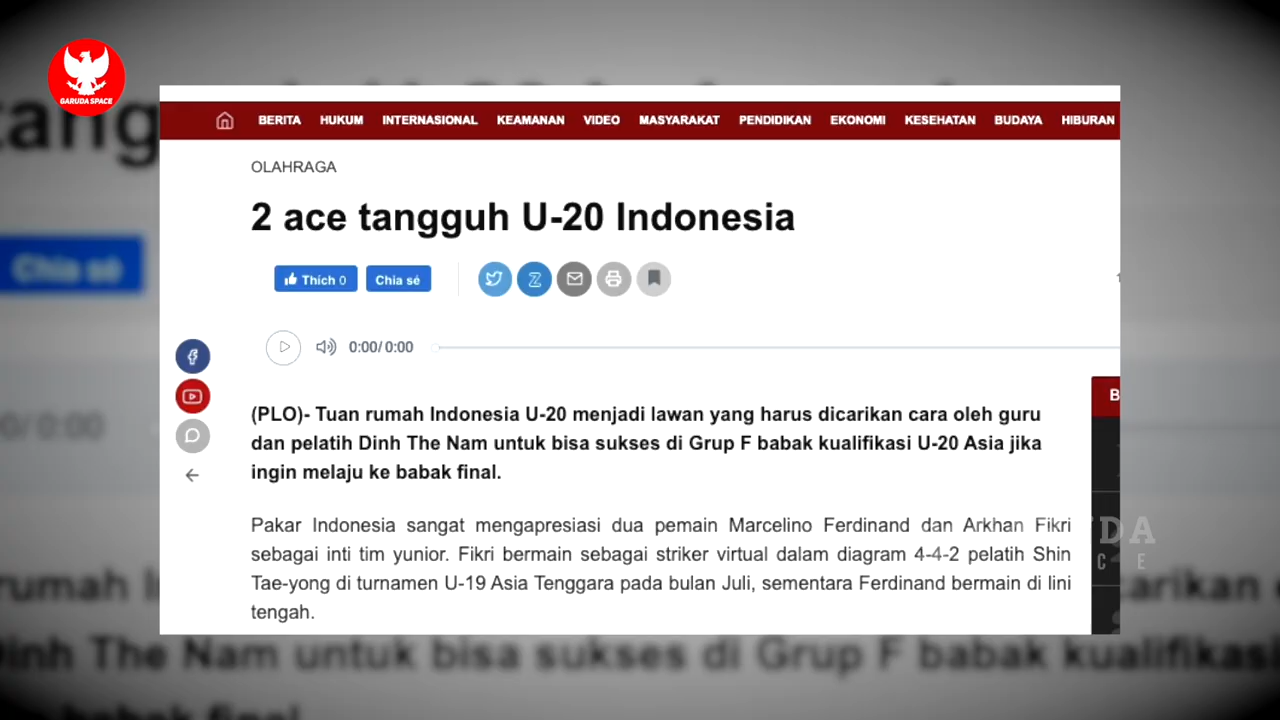 GARUDA SPACE
BERITA HUKUM INTERNASIONAL KEAMANAN VIDEO MASYARAKAT PENDIDIKAN EKONOMI KESEHATAN BUDAYA HIBURAN
OLAHRAGA
2 ace tangguh U-20 Indonesia
Thích 0 Chia sẻ
0:00/ 0:00
(PLO)- Tuan rumah Indonesia U-20 menjadi lawan yang harus dicarikan cara oleh guru
dan pelatih Dinh The Nam untuk bisa sukses di Grup F babak kualifikasi U-20 Asia jika
ingin melaju ke babak final.
Pakar Indonesia sangat mengapresiasi dua pemain Marcelino Ferdinand dan Arkhan Fikri
sebagai inti tim yunior. Fikri bermain sebagai striker virtual dalam diagram 4-4-2 pelatih Shin
Tae-yong di turnamen U-19 Asia Tenggara pada bulan Juli, sementara Ferdinand bermain di lini
tengah.